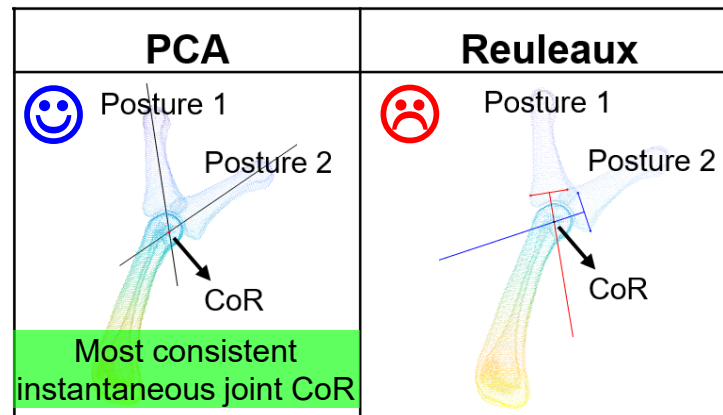 PCA
Posture 1
Posture 2
CoR
Most consistent
instantaneous joint CoR
Reuleaux
Posture 1
Posture 2
CoR